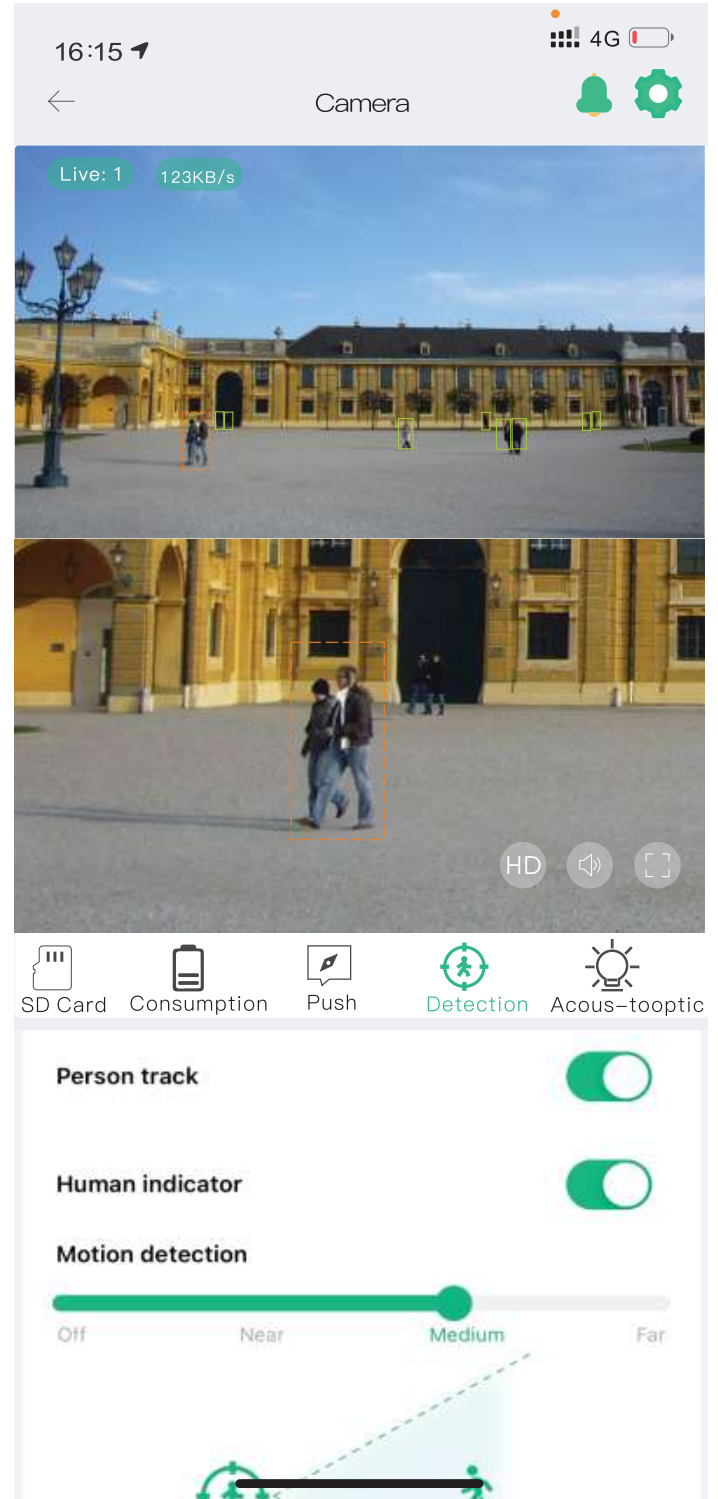 16:15
4G
Camera
Live: 1
123KB/s
HD
SD Card
Consumption
Push
Detection
Acous-tooptic
Person track
Human indicator
Motion detection
Off
Near
Medium
Far